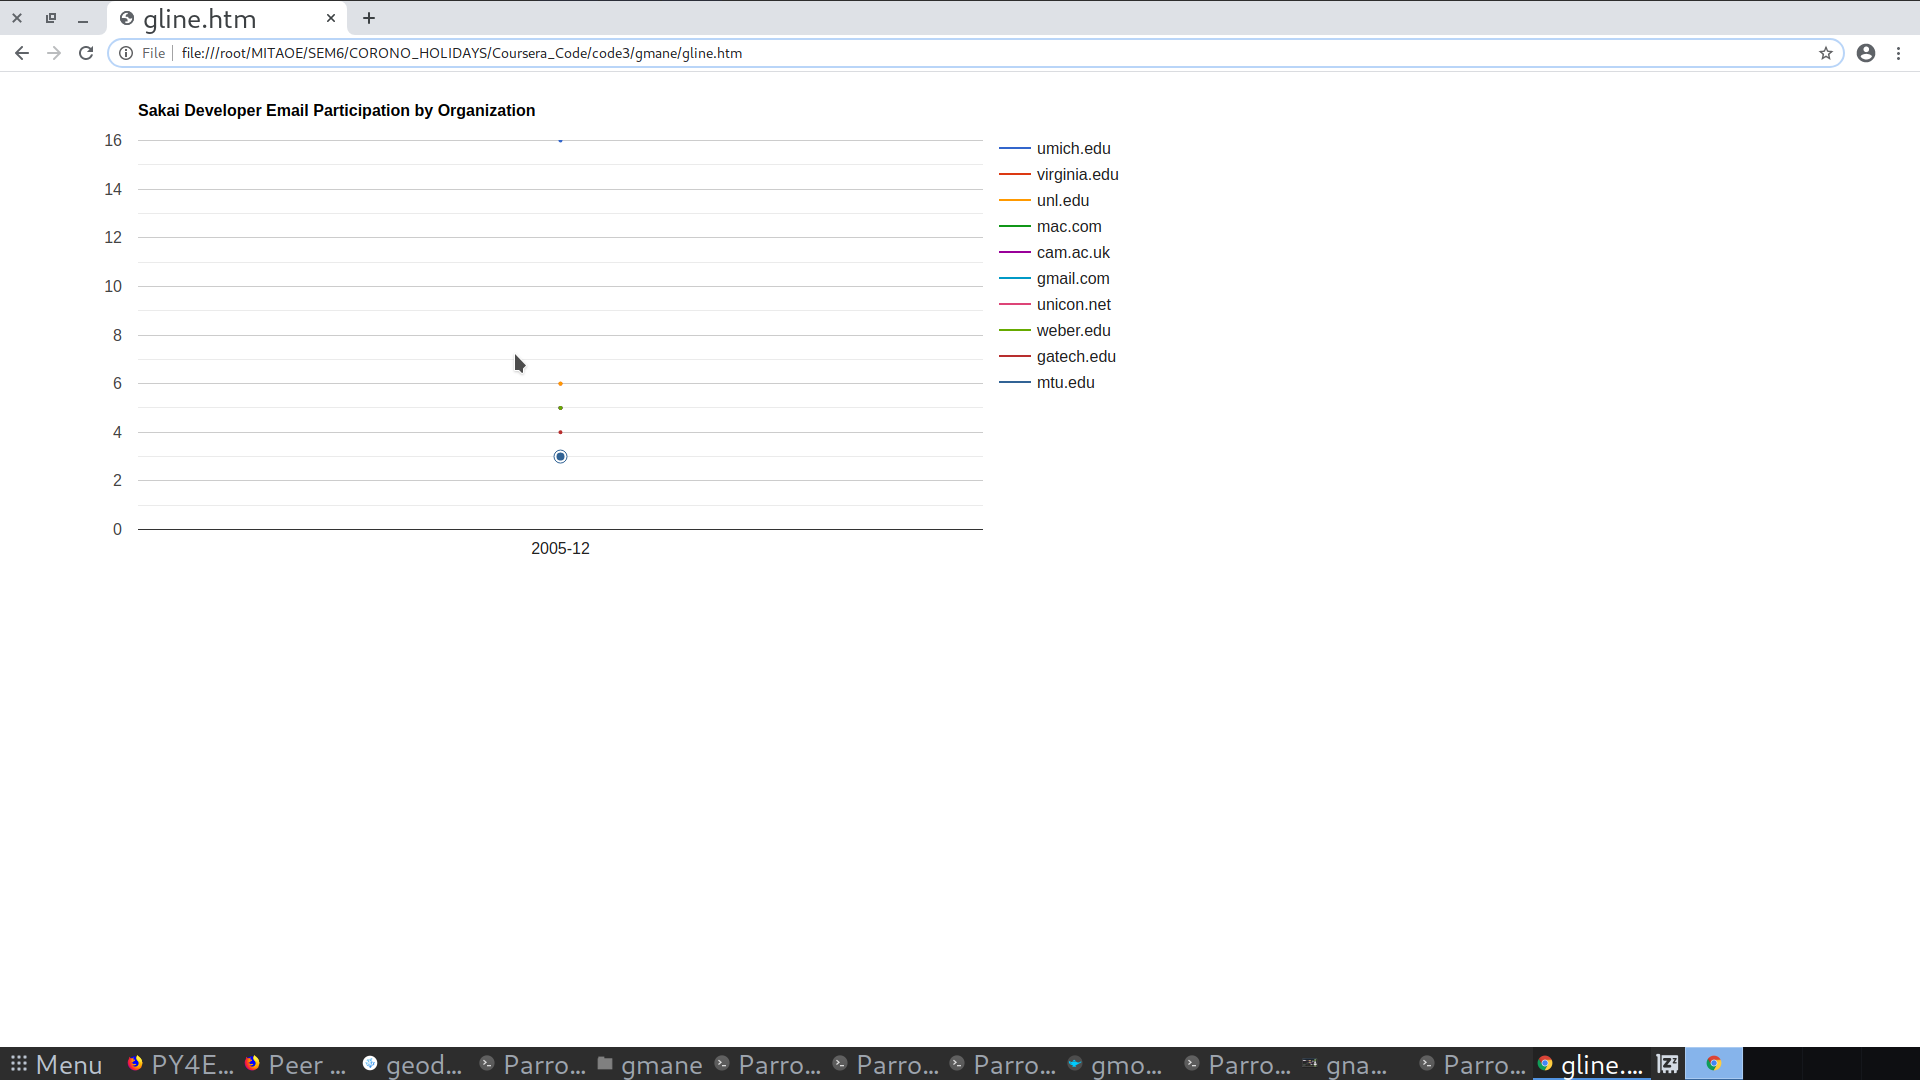 gline.htm
File file:///root/MITAOE/SEM6/CORONO_HOLIDAYS/Coursera_Code/code3/gmane/gline.htm
Sakai Developer Email Participation by Organization
16
14
12
10
8
6
4
2
0
2005-12
umich.edu
virginia.edu
unl.edu
mac.com
cam.ac.uk
gmail.com
unicon.net
weber.edu
gatech.edu
mtu.edu
Menu PY4E... Peer ... geod... Parro... gmane Parro... Parro... Parro... gmo... Parro... gna... Parro... gline....